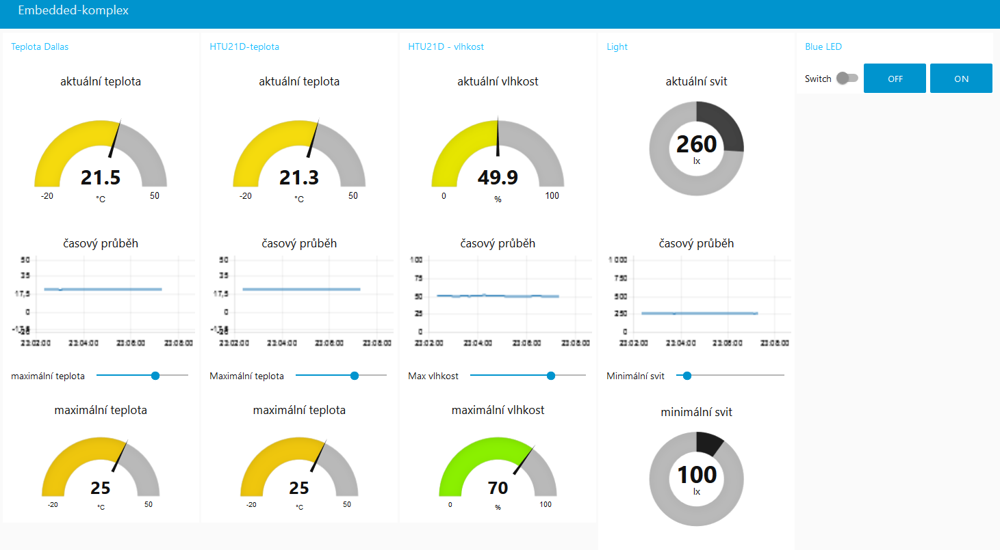 Embedded-komplex
Teplota Dallas
aktuální teplota
21.5
-20
°C
50
časový průběh
50
35
17,5
0
23:02:00 23:04:00 23:06:00 23:08:00
maximální teplota
maximální teplota
25
-20
°C
50
HTU21D-teplota
aktuální teplota
21.3
-20
°C
50
časový průběh
50
35
17,5
0
23:02:00 23:04:00 23:06:00 23:08:00
Maximální teplota
maximální teplota
25
-20
°C
50
HTU21D - vlhkost
aktuální vlhkost
49.9
0
%
100
časový průběh
100
75
50
25
0
23:02:00 23:04:00 23:06:00 23:08:00
Max vlhkost
maximální vlhkost
70
0
%
100
Light
aktuální svit
260
lx
časový průběh
1 000
750
500
250
0
23:02:00 23:04:00 23:06:00 23:08:00
Minimální svit
minimální svit
100
lx
Blue LED
Switch OFF ON